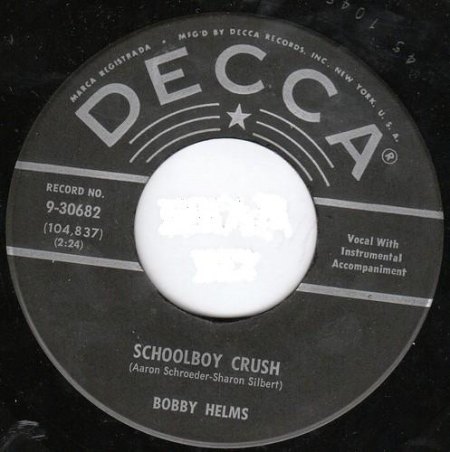 MARCA REGISTRADA • MF'G'D BY DECCA RECORDS, INC., NEW YORK, U. S. A.
DECCA®
RECORD NO.
9-30682
(104,837)
(2:24)
Vocal With
Instrumental
Accompaniment
SCHOOLBOY CRUSH
(Aaron Schroeder-Sharon Silbert)
BOBBY HELMS